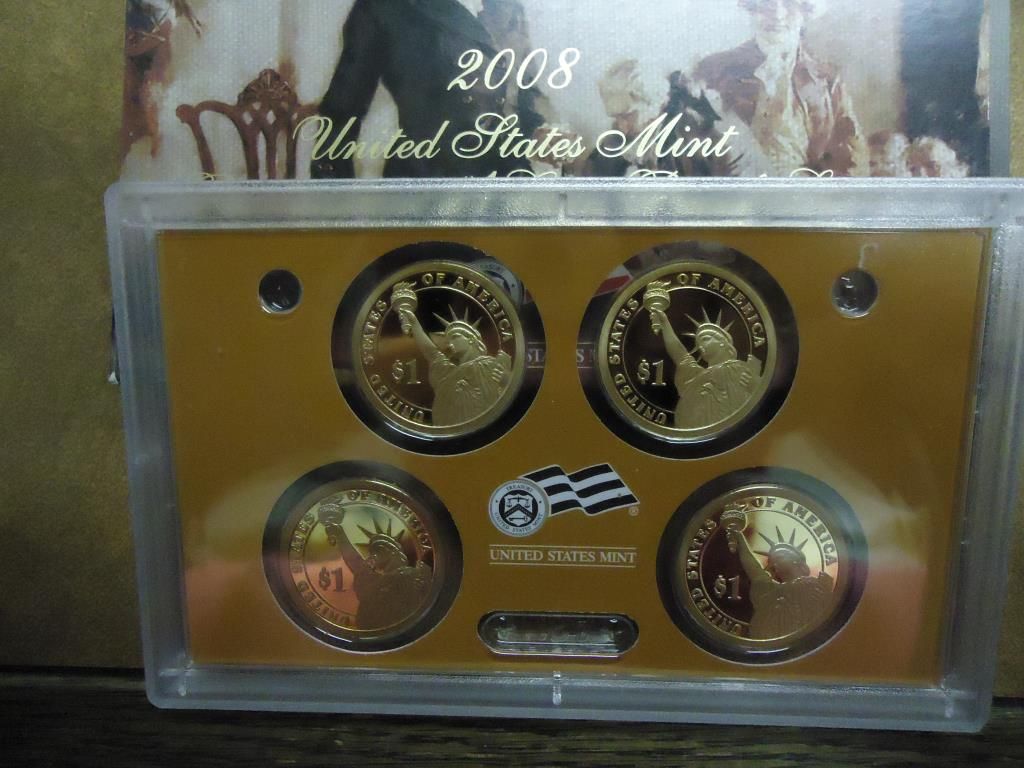 2008
United States Mint
UNITED STATES OF AMERICA
$1
UNITED STATES OF AMERICA
$1
UNITED STATES OF AMERICA
$1
UNITED STATES OF AMERICA
$1
UNITED STATES MINT